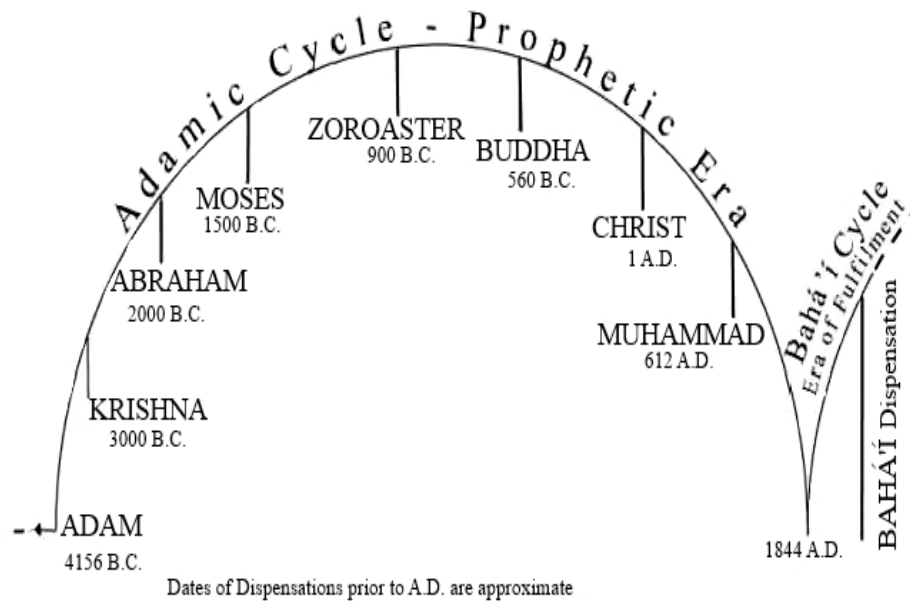 Adamic Cycle - Prophetic Era
ZOROASTER
900 B.C.
BUDDHA
560 B.C.
MOSES
1500 B.C.
CHRIST
1 A.D.
ABRAHAM
2000 B.C.
MUHAMMAD
612 A.D.
KRISHNA
3000 B.C.
ADAM
4156 B.C.
Bahá'í Cycle
Era of Fulfilment
BAHÁ'Í Dispensation
1844 A.D.
Dates of Dispensations prior to A.D. are approximate